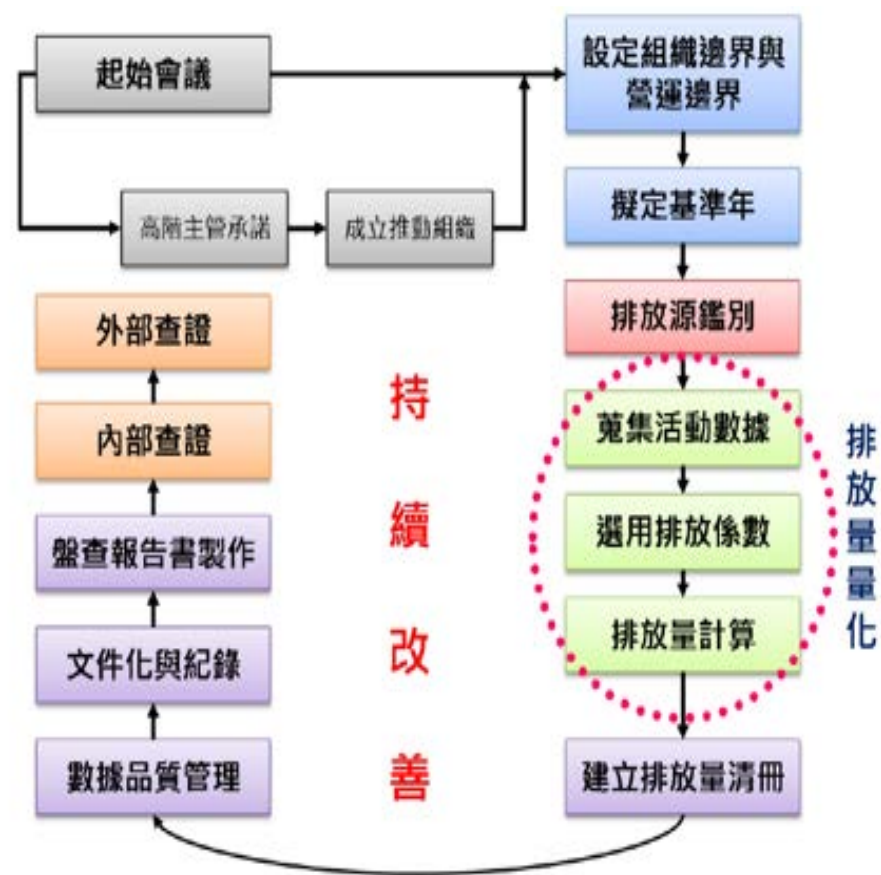 起始會議
設定組織邊界與
營運邊界
高階主管承諾
成立推動組織
擬定基準年
排放源鑑別
蒐集活動數據
選用排放係數
排放量計算
排放量量化
建立排放量清冊
數據品質管理
文件化與紀錄
盤查報告書製作
內部查證
外部查證
持續改善